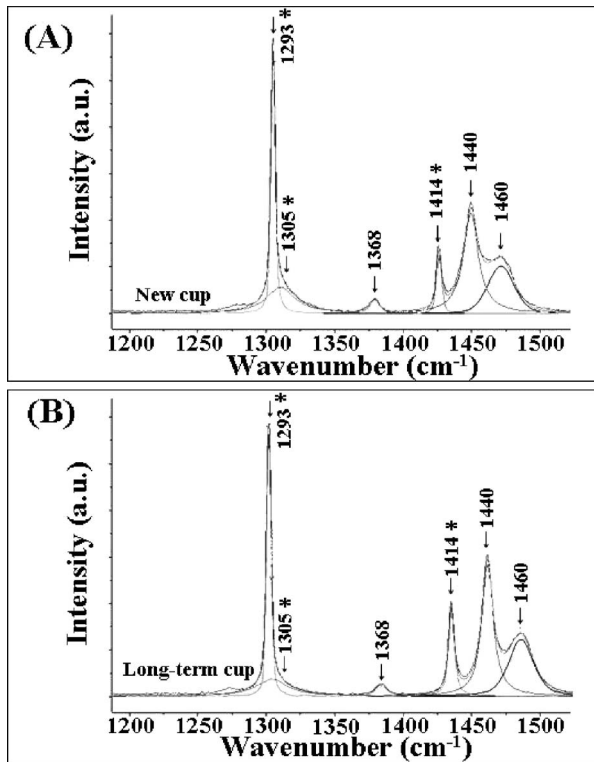 (A)
Intensity (a.u.)
1293 *
1305 *
1368
1414 *
1440
1460
New cup
1200 1250 1300 1350 1400 1450 1500
Wavenumber (cm⁻¹)
(B)
Intensity (a.u.)
1293 *
1305 *
1368
1414 *
1440
1460
Long-term cup
1200 1250 1300 1350 1400 1450 1500
Wavenumber (cm⁻¹)